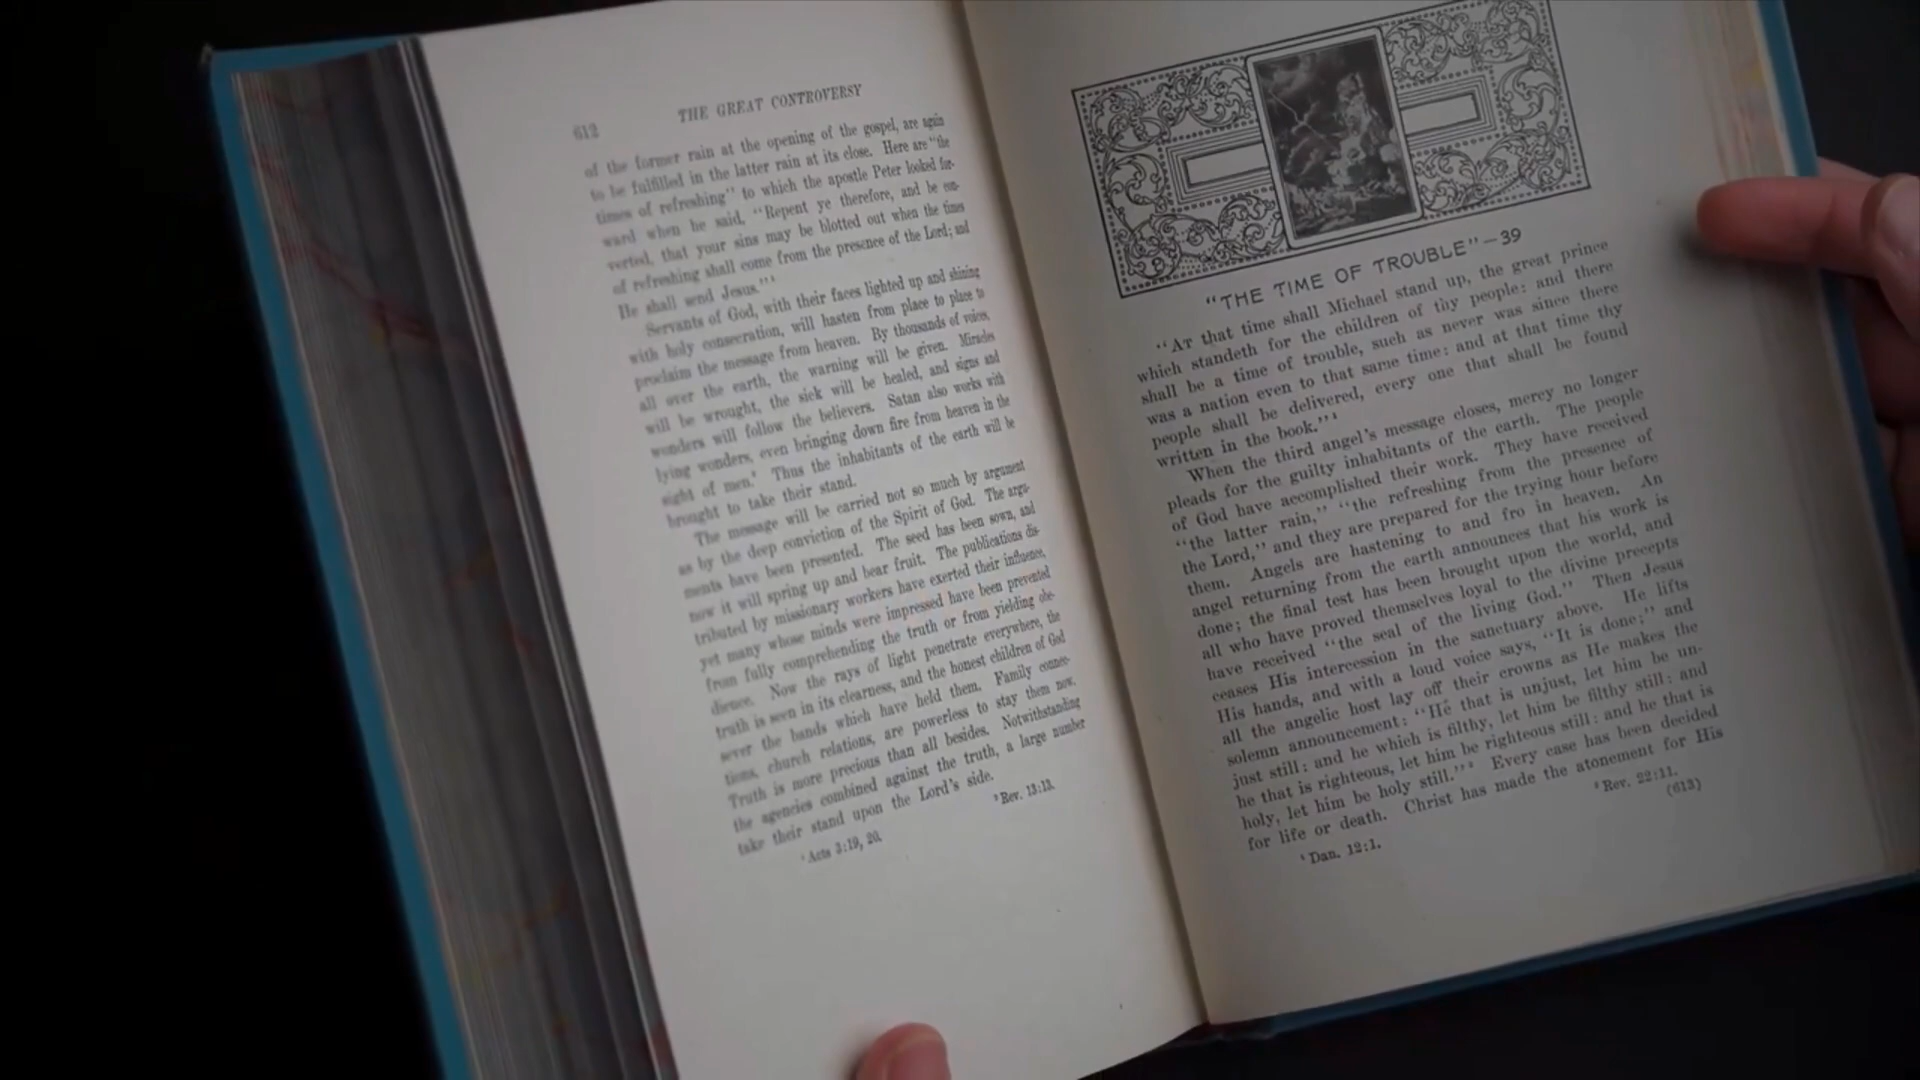 612
THE GREAT CONTROVERSY
of the former rain at the opening of the gospel, are again
to be fulfilled in the latter rain at its close. Here are "the
times of refreshing" to which the apostle Peter looked for-
ward when he said, "Repent ye therefore, and be con-
verted, that your sins may be blotted out when the times
of refreshing shall come from the presence of the Lord; and
He shall send Jesus."¹
Servants of God, with their faces lighted up and shining
with holy consecration, will hasten from place to place to
proclaim the message from heaven. By thousands of voices,
all over the earth, the warning will be given. Miracles
will be wrought, the sick will be healed, and signs and
wonders will follow the believers. Satan also works with
lying wonders, even bringing down fire from heaven in the
sight of men.² Thus the inhabitants of the earth will be
brought to take their stand.
The message will be carried not so much by argument
as by the deep conviction of the Spirit of God. The argu-
ments have been presented. The seed has been sown, and
now it will spring up and bear fruit. The publications dis-
tributed by missionary workers have exerted their influence,
yet many whose minds were impressed have been prevented
from fully comprehending the truth or from yielding obe-
dience. Now the rays of light penetrate everywhere, the
truth is seen in its clearness, and the honest children of God
sever the bands which have held them. Family connec-
tions, church relations, are powerless to stay them now.
Truth is more precious than all besides. Notwithstanding
the agencies combined against the truth, a large number
take their stand upon the Lord's side.
¹ Acts 3:19, 20.
² Rev. 13:13.
"THE TIME OF TROUBLE"—39
"AT that time shall Michael stand up, the great prince
which standeth for the children of thy people: and there
shall be a time of trouble, such as never was since there
was a nation even to that same time: and at that time thy
people shall be delivered, every one that shall be found
written in the book."¹
When the third angel's message closes, mercy no longer
pleads for the guilty inhabitants of the earth. The people
of God have accomplished their work. They have received
"the latter rain," "the refreshing from the presence of
the Lord," and they are prepared for the trying hour before
them. Angels are hastening to and fro in heaven. An
angel returning from the earth announces that his work is
done; the final test has been brought upon the world, and
all who have proved themselves loyal to the divine precepts
have received "the seal of the living God." Then Jesus
ceases His intercession in the sanctuary above. He lifts
His hands, and with a loud voice says, "It is done;" and
all the angelic host lay off their crowns as He makes the
solemn announcement: "He that is unjust, let him be un-
just still: and he which is filthy, let him be filthy still: and
he that is righteous, let him be righteous still: and he that is
holy, let him be holy still."² Every case has been decided
for life or death. Christ has made the atonement for His
¹ Dan. 12:1.
² Rev. 22:11.
(613)